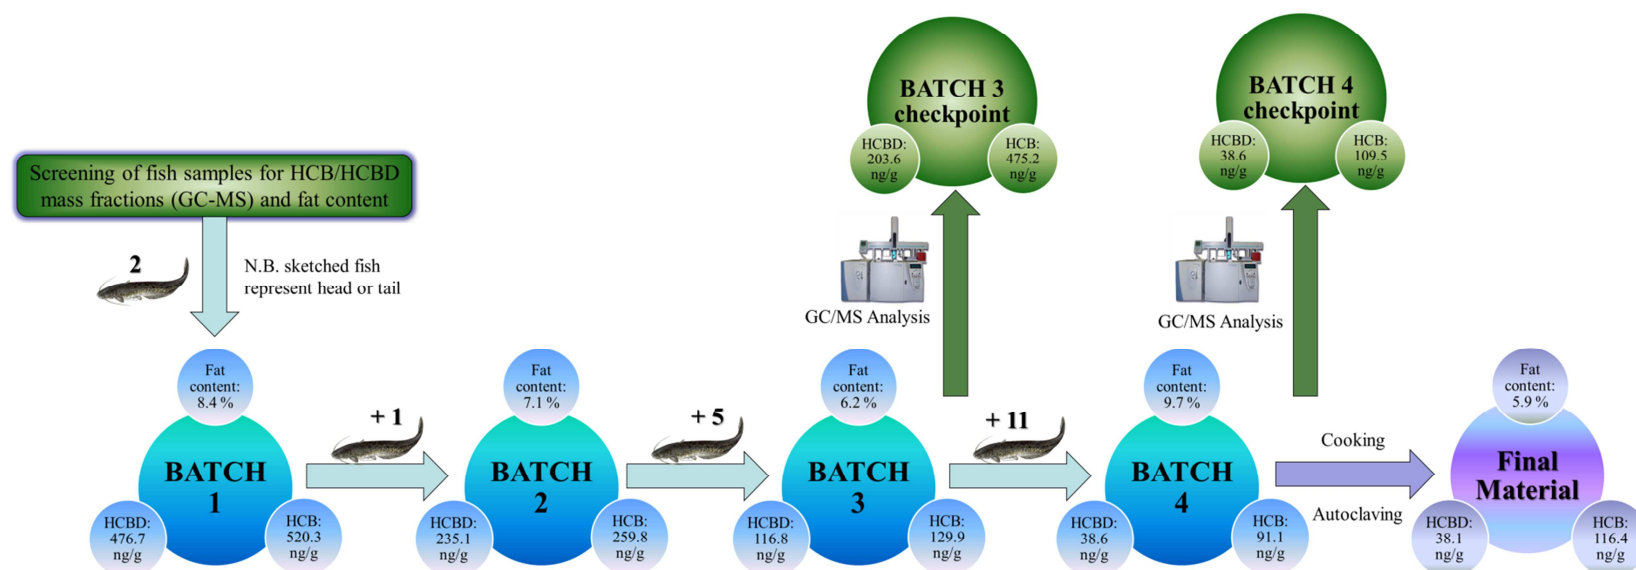 Screening of fish samples for HCB/HCBD
mass fractions (GC-MS) and fat content
2
N.B. sketched fish
represent head or tail
Fat
content:
8.4 %
BATCH
1
HCBD:
476.7
ng/g
HCB:
520.3
ng/g
+ 1
Fat
content:
7.1 %
BATCH
2
HCBD:
235.1
ng/g
HCB:
259.8
ng/g
+ 5
Fat
content:
6.2 %
BATCH
3
HCBD:
116.8
ng/g
HCB:
129.9
ng/g
BATCH 3
checkpoint
HCBD:
203.6
ng/g
HCB:
475.2
ng/g
GC/MS Analysis
+ 11
Fat
content:
9.7 %
BATCH
4
HCBD:
38.6
ng/g
HCB:
91.1
ng/g
BATCH 4
checkpoint
HCBD:
38.6
ng/g
HCB:
109.5
ng/g
GC/MS Analysis
Cooking
Autoclaving
Fat
content:
5.9 %
Final
Material
HCBD:
38.1
ng/g
HCB:
116.4
ng/g